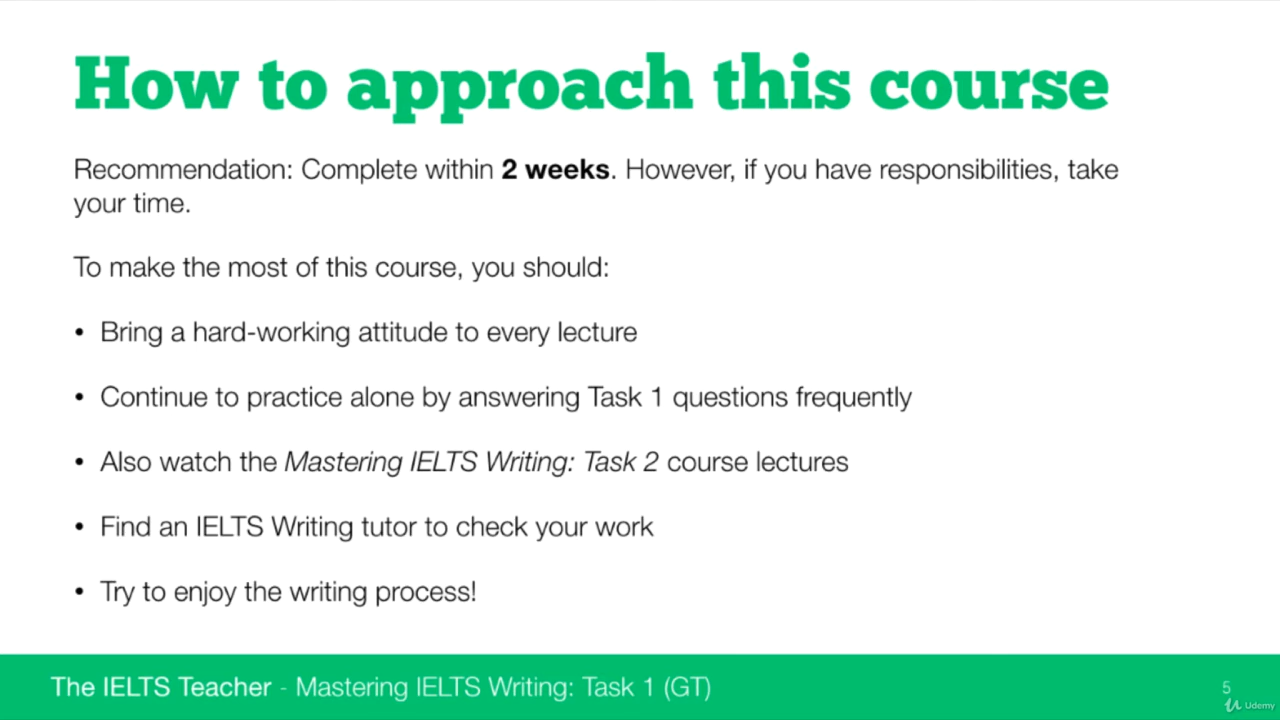 How to approach this course
Recommendation: Complete within 2 weeks. However, if you have responsibilities, take
your time.
To make the most of this course, you should:
• Bring a hard-working attitude to every lecture
• Continue to practice alone by answering Task 1 questions frequently
• Also watch the Mastering IELTS Writing: Task 2 course lectures
• Find an IELTS Writing tutor to check your work
• Try to enjoy the writing process!
The IELTS Teacher - Mastering IELTS Writing: Task 1 (GT)
5
Udemy